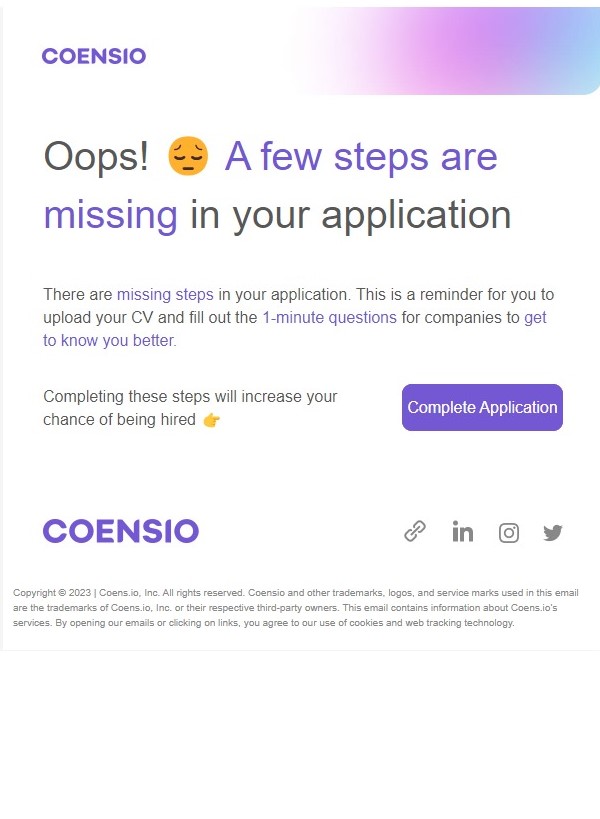 COENSIO
Oops! 😔 A few steps are
missing in your application
There are missing steps in your application. This is a reminder for you to
upload your CV and fill out the 1-minute questions for companies to get
to know you better.
Completing these steps will increase your
chance of being hired 👉
Complete Application
COENSIO
Copyright © 2023 | Coens.io, Inc. All rights reserved. Coensio and other trademarks, logos, and service marks used in this email
are the trademarks of Coens.io, Inc. or their respective third-party owners. This email contains information about Coens.io's
services. By opening our emails or clicking on links, you agree to our use of cookies and web tracking technology.